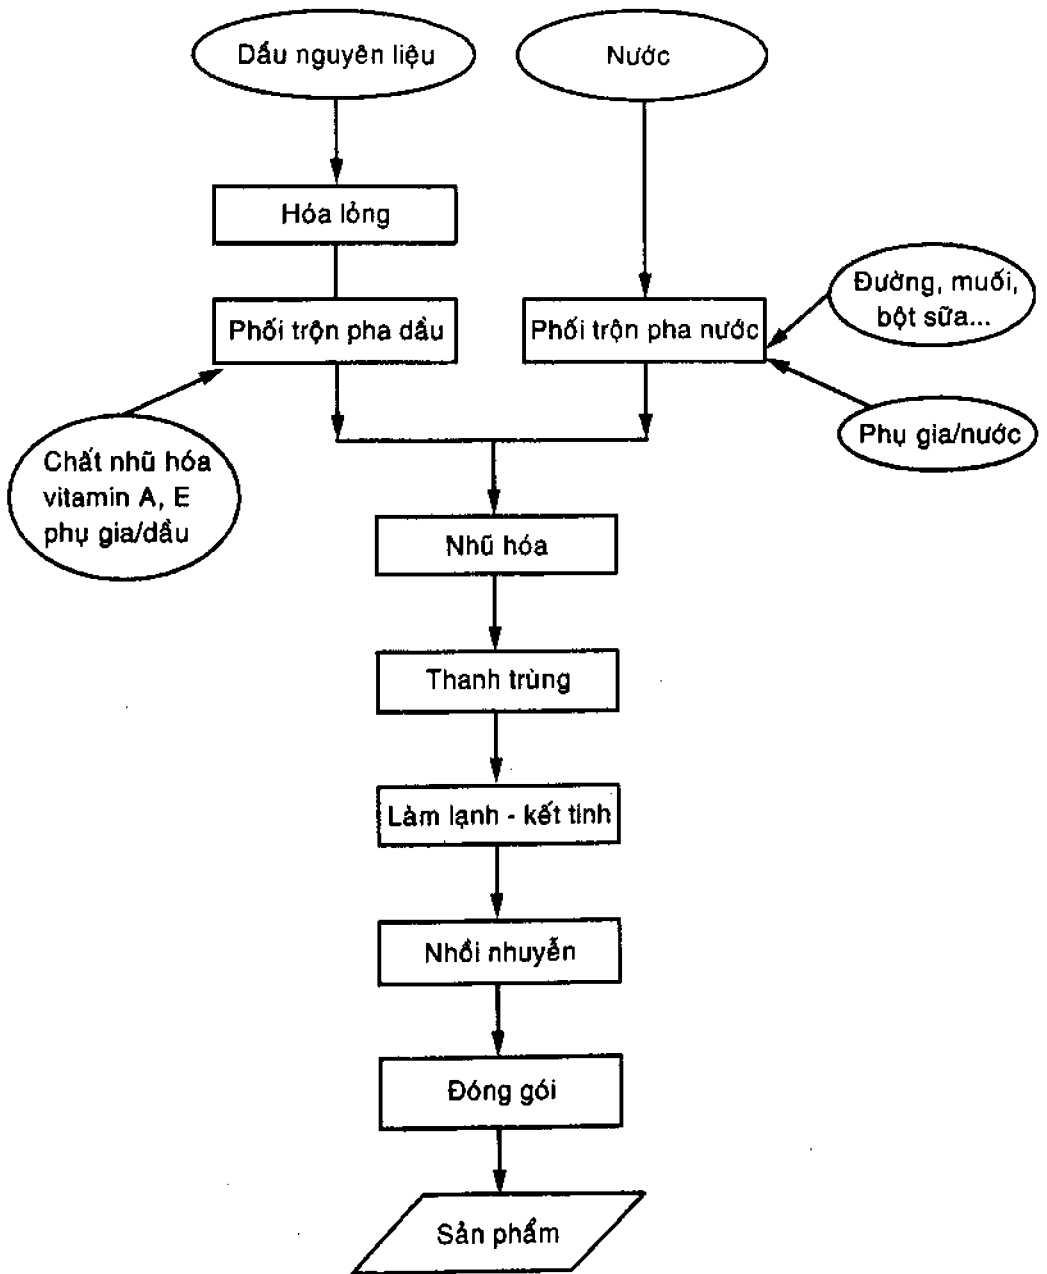 Dầu nguyên liệu
Nước
Hóa lỏng
Đường, muối,
bột sữa...
Phối trộn pha dầu
Phối trộn pha nước
Phụ gia/nước
Chất nhũ hóa
vitamin A, E
phụ gia/dầu
Nhũ hóa
Thanh trùng
Làm lạnh - kết tinh
Nhồi nhuyễn
Đóng gói
Sản phẩm